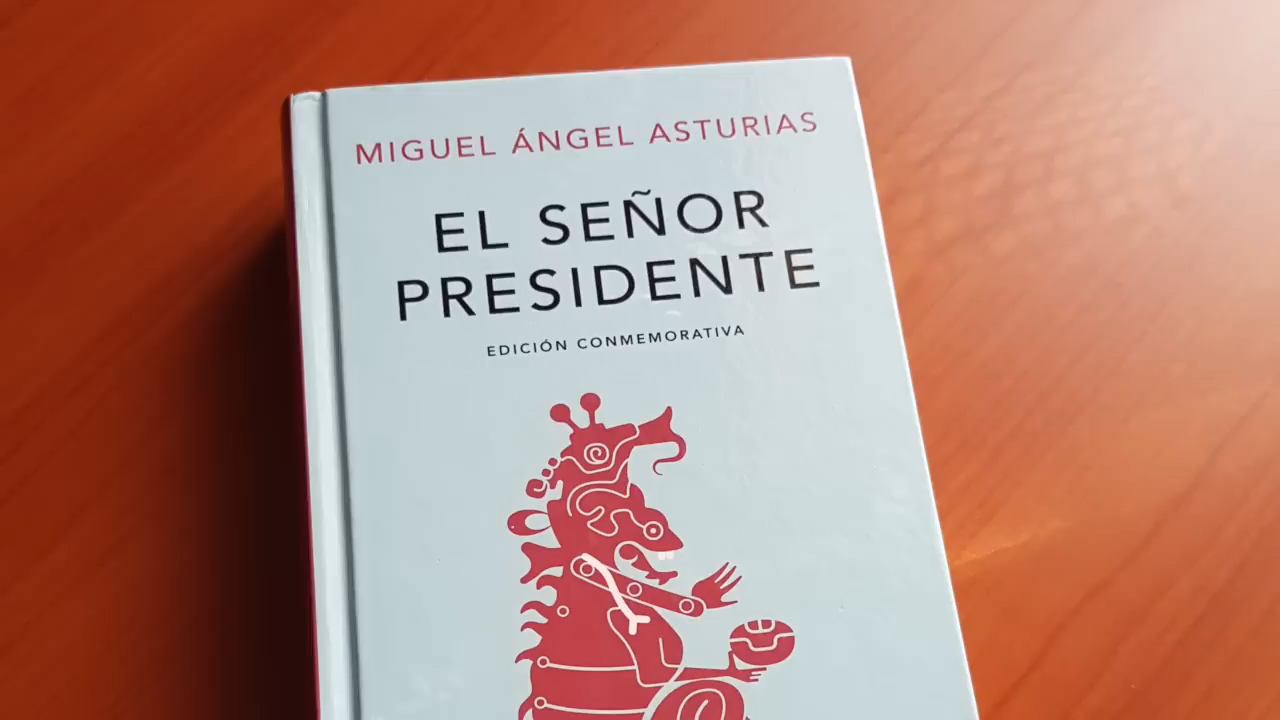 MIGUEL ÁNGEL ASTURIAS
EL SEÑOR
PRESIDENTE
EDICIÓN CONMEMORATIVA